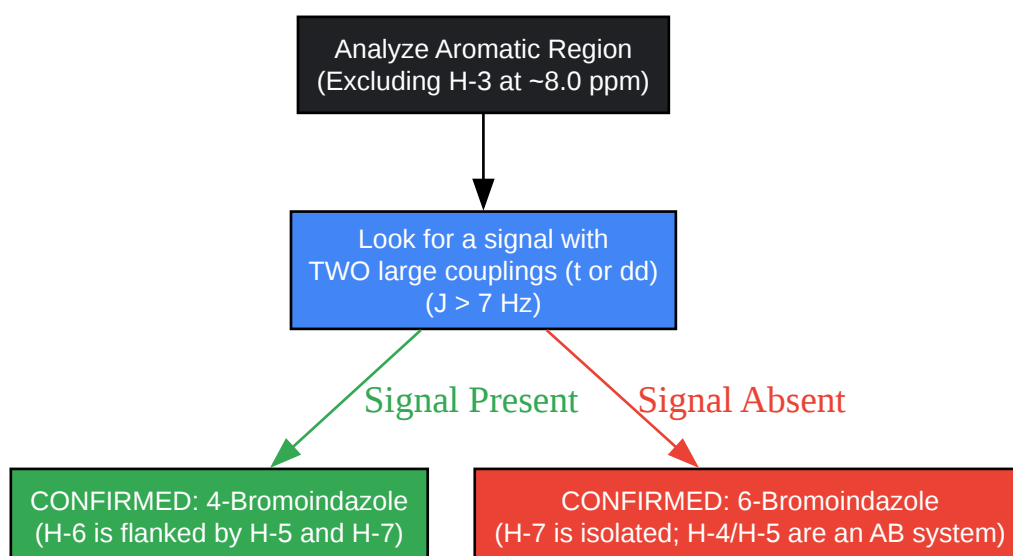 Analyze Aromatic Region
(Excluding H-3 at ~8.0 ppm)
Look for a signal with
TWO large couplings (t or dd)
(J > 7 Hz)
Signal Present
Signal Absent
CONFIRMED: 4-Bromoindazole
(H-6 is flanked by H-5 and H-7)
CONFIRMED: 6-Bromoindazole
(H-7 is isolated; H-4/H-5 are an AB system)